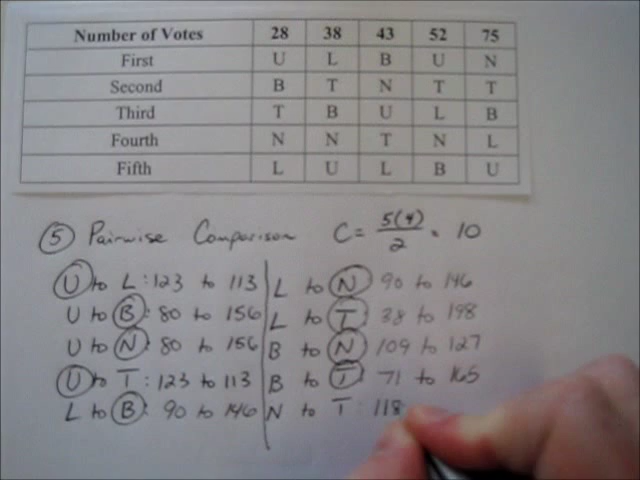 Number of Votes 28 38 43 52 75
First U L B U N
Second B T N T T
Third T B U L B
Fourth N N T N L
Fifth L U L B U
5 Pairwise Comparison C = 5(4)/2 = 10
U to L : 123 to 113
U to B : 80 to 156
U to N : 80 to 156
U to T : 123 to 113
L to B : 90 to 146
L to N 90 to 146
L to T : 38 to 198
B to N 109 to 127
B to T : 71 to 165
N to T : 118